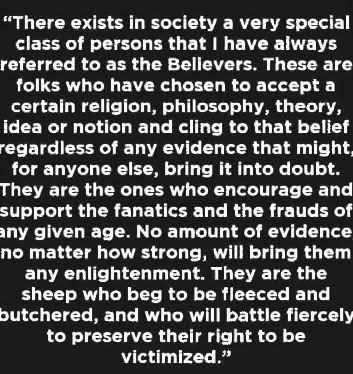 “There exists in society a very special
class of persons that I have always
referred to as the Believers. These are
folks who have chosen to accept a
certain religion, philosophy, theory,
idea or notion and cling to that belief
regardless of any evidence that might,
for anyone else, bring it into doubt.
They are the ones who encourage and
support the fanatics and the frauds of
any given age. No amount of evidence,
no matter how strong, will bring them
any enlightenment. They are the
sheep who beg to be fleeced and
butchered, and who will battle fiercely
to preserve their right to be
victimized.”